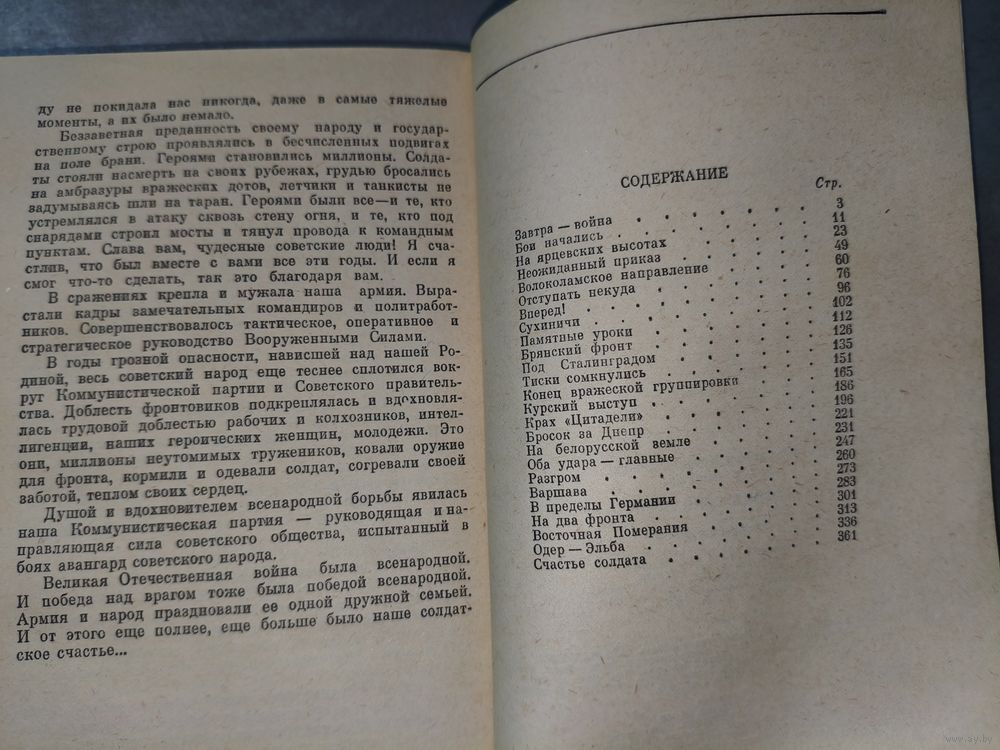 ду не покидала нас никогда, даже в самые тяжелые
моменты, а их было немало.
Беззаветная преданность своему народу и государ-
ственному строю проявлялись в бесчисленных подвигах
на поле брани. Героями становились миллионы. Солда-
ты стояли насмерть на своих рубежах, грудью бросались
на амбразуры вражеских дотов, летчики и танкисты не
задумываясь шли на таран. Героями были все—и те, кто
устремлялся в атаку сквозь стену огня, и те, кто под
снарядами строил мосты и тянул провода к командным
пунктам. Слава вам, чудесные советские люди! Я сча-
стлив, что был вместе с вами все эти годы. И если я
смог что-то сделать, так это благодаря вам.
В сражениях крепла и мужала наша армия. Выра-
стали кадры замечательных командиров и политработ-
ников. Совершенствовалось тактическое, оперативное и
стратегическое руководство Вооруженными Силами.
В годы грозной опасности, нависшей над нашей Ро-
диной, весь советский народ еще теснее сплотился вок-
руг Коммунистической партии и Советского правитель-
ства. Доблесть фронтовиков подкреплялась и вдохновля-
лась трудовой доблестью рабочих и колхозников, интел-
лигенции, наших героических женщин, молодежи. Это
они, миллионы неутомимых тружеников, ковали оружие
для фронта, кормили и одевали солдат, согревали своей
заботой, теплом своих сердец.
Душой и вдохновителем всенародной борьбы явилась
наша Коммунистическая партия — руководящая и на-
правляющая сила советского общества, испытанный в
боях авангард советского народа.
Великая Отечественная война была всенародной.
И победа над врагом тоже была победой всенародной.
Армия и народ праздновали ее одной дружной семьей.
И от этого еще полнее, еще больше было наше солдат-
ское счастье...
СОДЕРЖАНИЕ
Стр.
Завтра — война . . . . . . . 3
Бои начались . . . . . . . 11
На ярцевских высотах . . . . . . 23
Неожиданный приказ . . . . . . 49
Волоколамское направление . . . . . 60
Отступать некуда . . . . . . . 76
Вперед! . . . . . . . . 96
Сухиничи . . . . . . . . 102
Памятные уроки . . . . . . . 112
Брянский фронт . . . . . . . 126
Под Сталинградом . . . . . . 135
Тиски сомкнулись . . . . . . 151
Конец вражеской группировки . . . . 165
Курский выступ . . . . . . . 186
Крах «Цитадели» . . . . . . . 196
Бросок за Днепр . . . . . . . 221
На белорусской земле . . . . . . 231
Оба удара — главные . . . . . . 247
Разгром . . . . . . . . 260
Варшава . . . . . . . . 273
В пределы Германии . . . . . . 283
На два фронта . . . . . . . 301
Восточная Померания . . . . . . 313
Одер — Эльба . . . . . . . 336
Счастье солдата . . . . . . . 361
www.ay.by